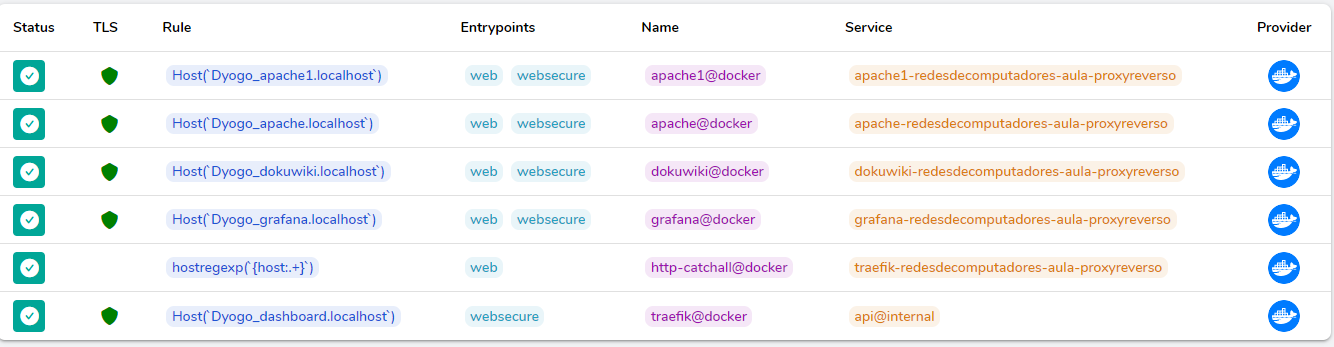 Status TLS Rule Entrypoints Name Service Provider
Host(`Dyogo_apache1.localhost`) web websecure apache1@docker apache1-redesdecomputadores-aula-proxyreverso
Host(`Dyogo_apache.localhost`) web websecure apache@docker apache-redesdecomputadores-aula-proxyreverso
Host(`Dyogo_dokuwiki.localhost`) web websecure dokuwiki@docker dokuwiki-redesdecomputadores-aula-proxyreverso
Host(`Dyogo_grafana.localhost`) web websecure grafana@docker grafana-redesdecomputadores-aula-proxyreverso
hostregexp(`{host:.+}`) web http-catchall@docker traefik-redesdecomputadores-aula-proxyreverso
Host(`Dyogo_dashboard.localhost`) websecure traefik@docker api@internal